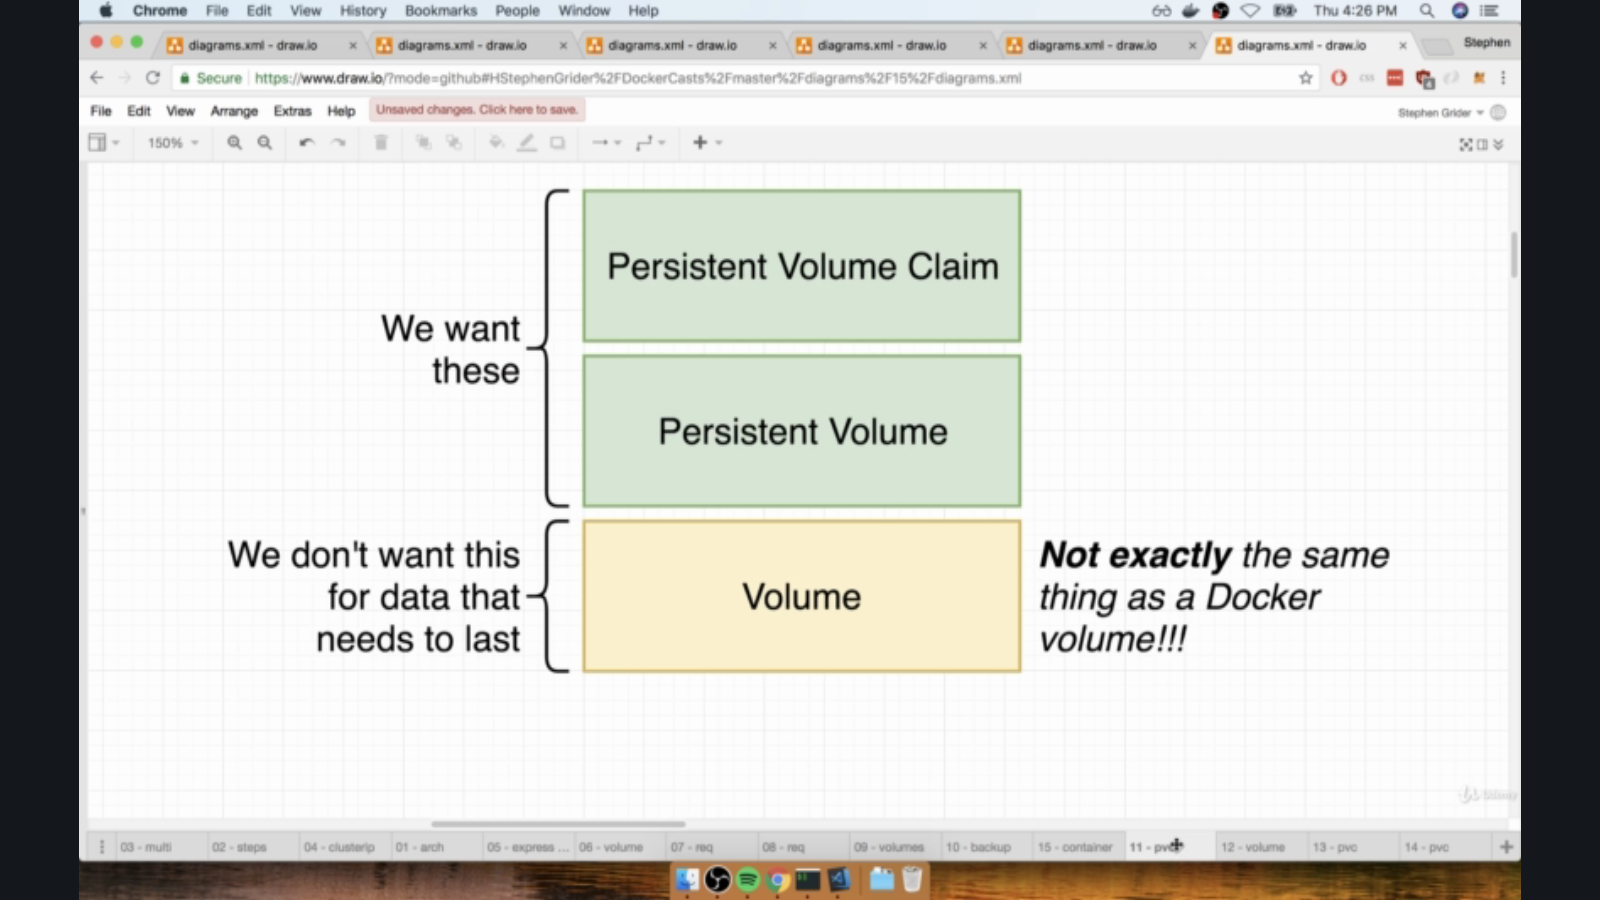 Chrome File Edit View History Bookmarks People Window Help Thu 4:26 PM
diagrams.xml - draw.io diagrams.xml - draw.io diagrams.xml - draw.io diagrams.xml - draw.io diagrams.xml - draw.io diagrams.xml - draw.io Stephen
Secure https://www.draw.io/?mode=github#HStephenGrider%2FDockerCasts%2Fmaster%2Fdiagrams%2F15%2Fdiagrams.xml
File Edit View Arrange Extras Help Unsaved changes. Click here to save. Stephen Grider
150%
Persistent Volume Claim
We want
these
Persistent Volume
We don't want this
for data that
needs to last
Volume
Not exactly the same
thing as a Docker
volume!!!
Udemy
03 - multi 02 - steps 04 - clusterip 01 - arch 05 - express ... 06 - volume 07 - req 08 - req 09 - volumes 10 - backup 15 - container 11 - pvc 12 - volume 13 - pvc 14 - pvc